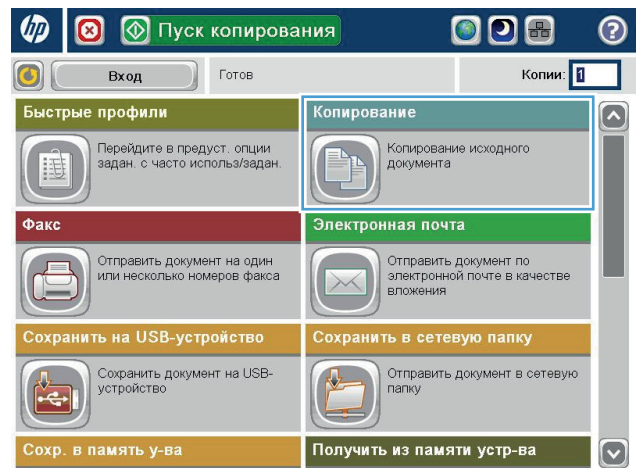 hp
Пуск копирования
?
Вход
Готов
Копии: 1
Быстрые профили
Перейдите в предуст. опции
задан. с часто использ/задан.
Копирование
Копирование исходного
документа
Факс
Отправить документ на один
или несколько номеров факса
Электронная почта
Отправить документ по
электронной почте в качестве
вложения
Сохранить на USB-устройство
Сохранить документ на USB-
устройство
Сохранить в сетевую папку
Отправить документ в сетевую
папку
Сохр. в память у-ва
Получить из памяти устр-ва